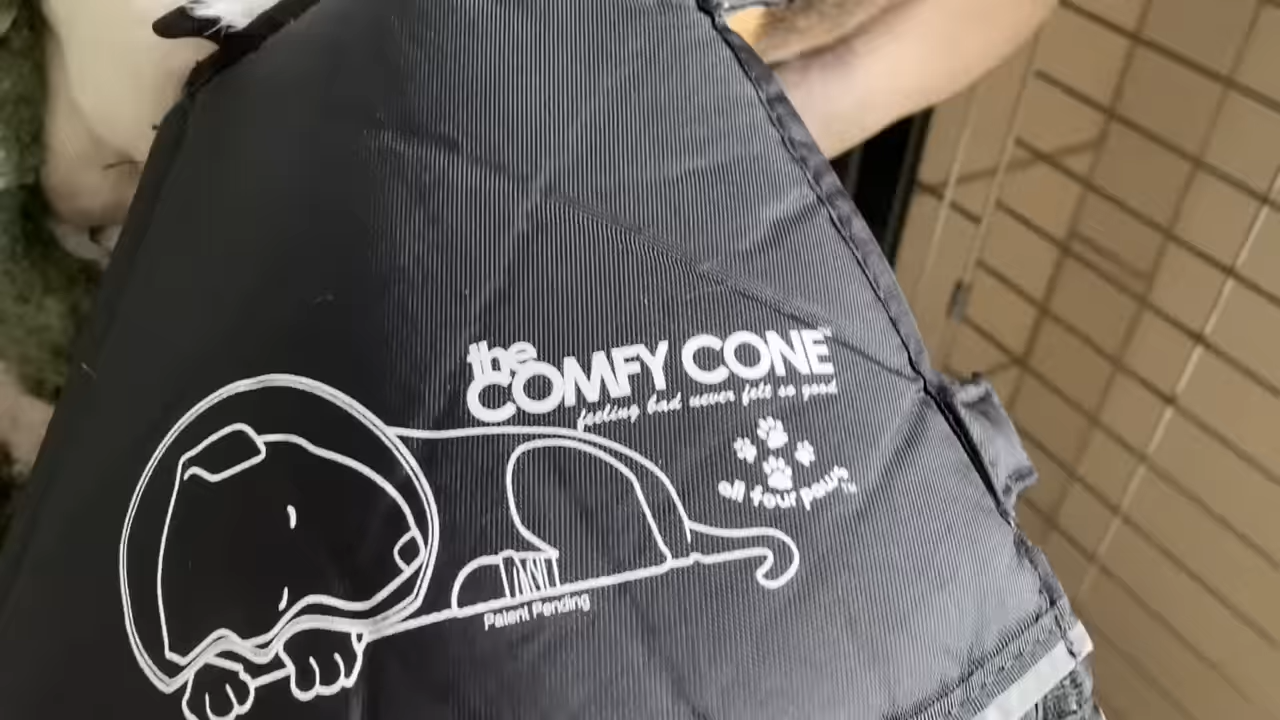 the
COMFY CONE™
feeling bad never felt so good
all four paws™
Patent Pending